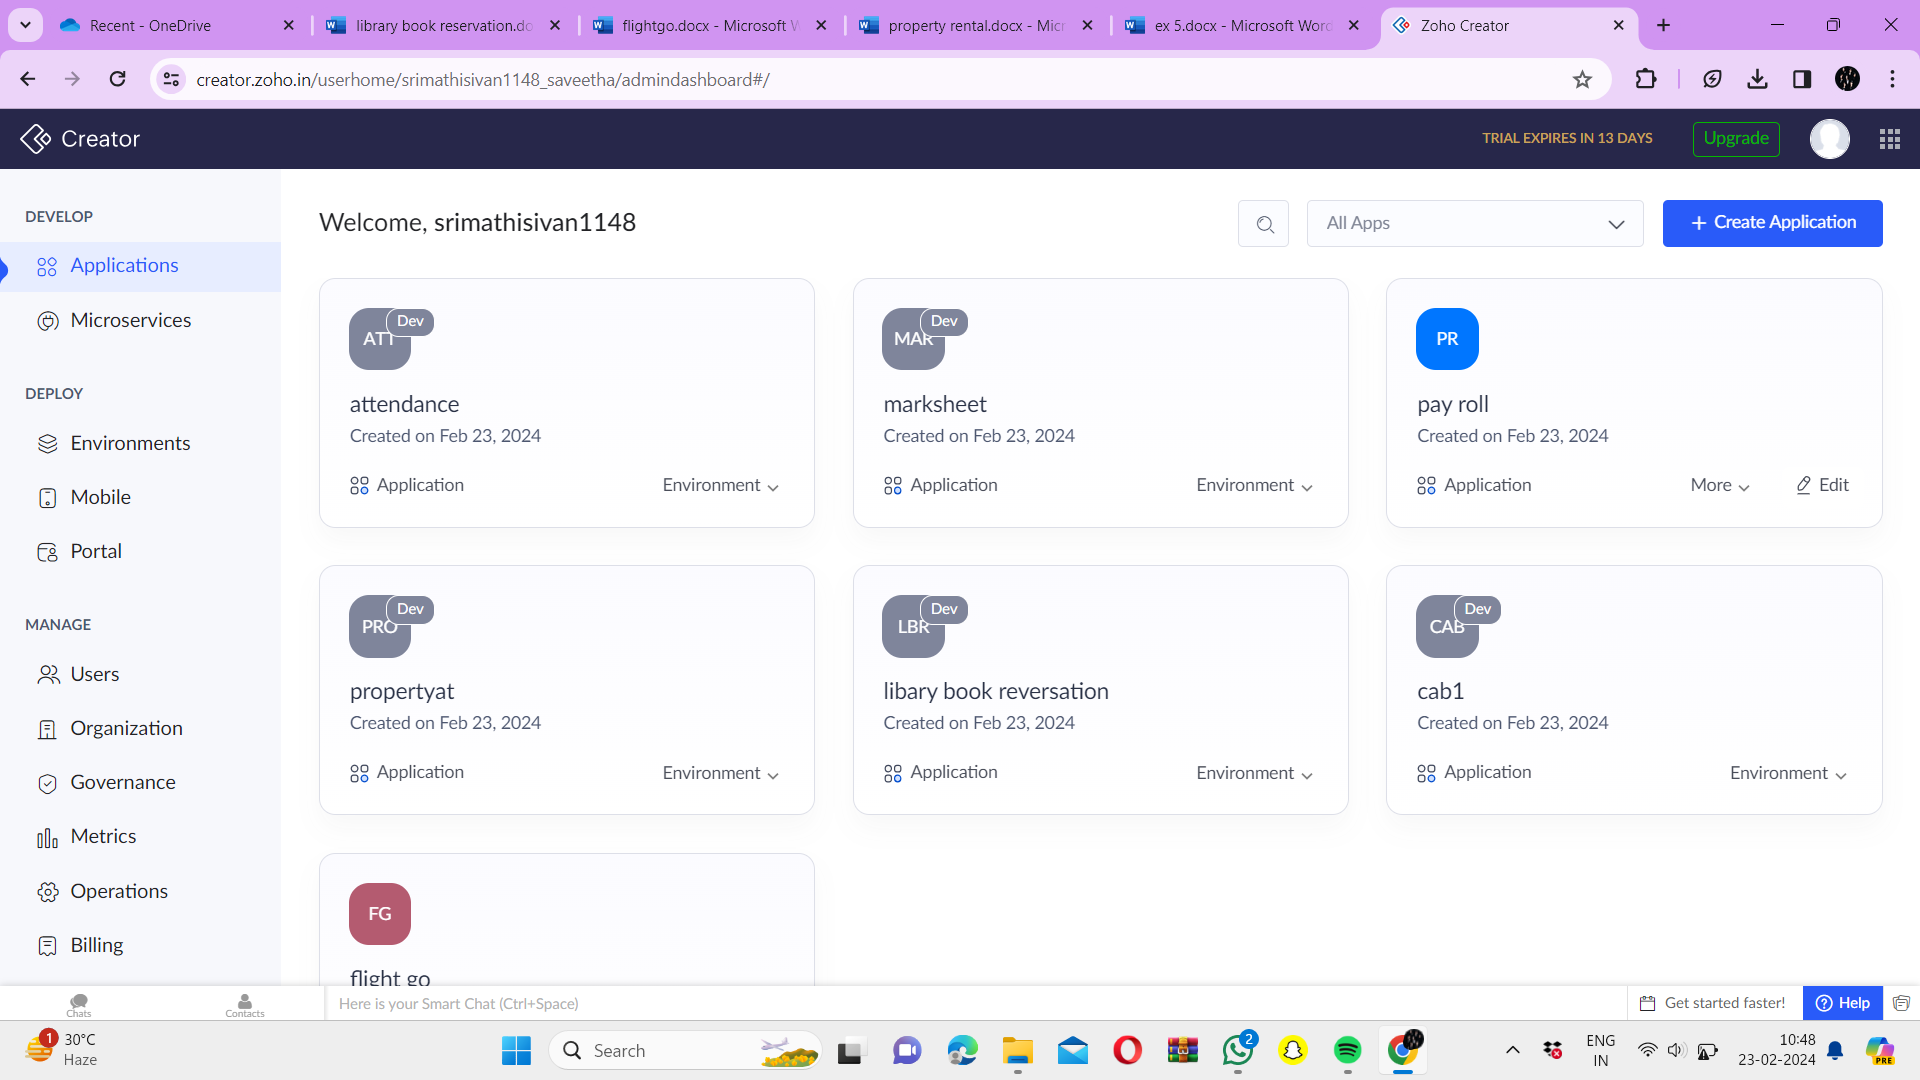 Recent - OneDrive
library book reservation.do
flightgo.docx - Microsoft W
property rental.docx - Micr
ex 5.docx - Microsoft Word
Zoho Creator
creator.zoho.in/userhome/srimathisivan1148_saveetha/admindashboard#/
Creator
TRIAL EXPIRES IN 13 DAYS
Upgrade
DEVELOP
Applications
Microservices
DEPLOY
Environments
Mobile
Portal
MANAGE
Users
Organization
Governance
Metrics
Operations
Billing
Welcome, srimathisivan1148
All Apps
+ Create Application
ATT
Dev
attendance
Created on Feb 23, 2024
Application
Environment
MAR
Dev
marksheet
Created on Feb 23, 2024
Application
Environment
PR
pay roll
Created on Feb 23, 2024
Application
More
Edit
PRO
Dev
propertyat
Created on Feb 23, 2024
Application
Environment
LBR
Dev
libary book reversation
Created on Feb 23, 2024
Application
Environment
CAB
Dev
cab1
Created on Feb 23, 2024
Application
Environment
FG
flight go
Chats
Contacts
Here is your Smart Chat (Ctrl+Space)
Get started faster!
Help
1
30°C
Haze
Search
2
ENG
IN
10:48
23-02-2024
PRE